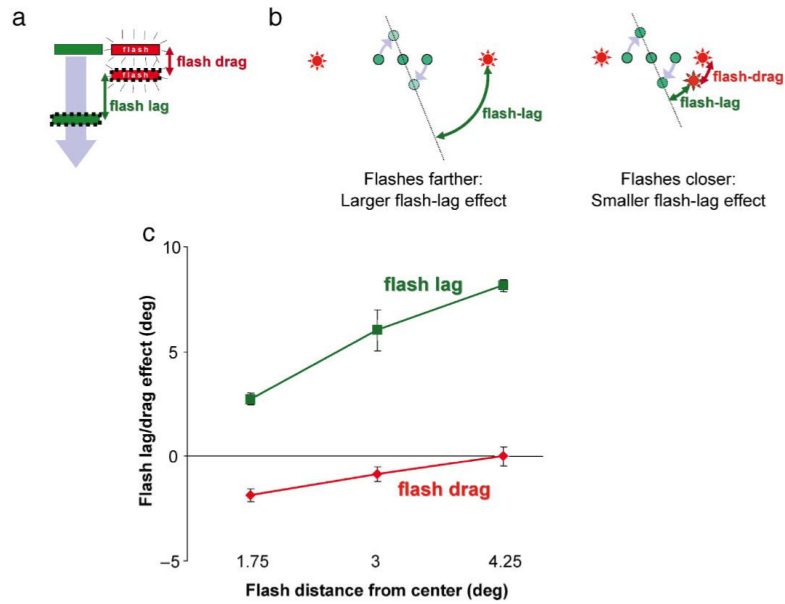 a
flash
flash
flash drag
flash lag
b
flash-lag
Flashes farther:
Larger flash-lag effect
flash-drag
flash-lag
Flashes closer:
Smaller flash-lag effect
c
Flash lag/drag effect (deg)
10
5
0
–5
flash lag
flash drag
1.75
3
4.25
Flash distance from center (deg)